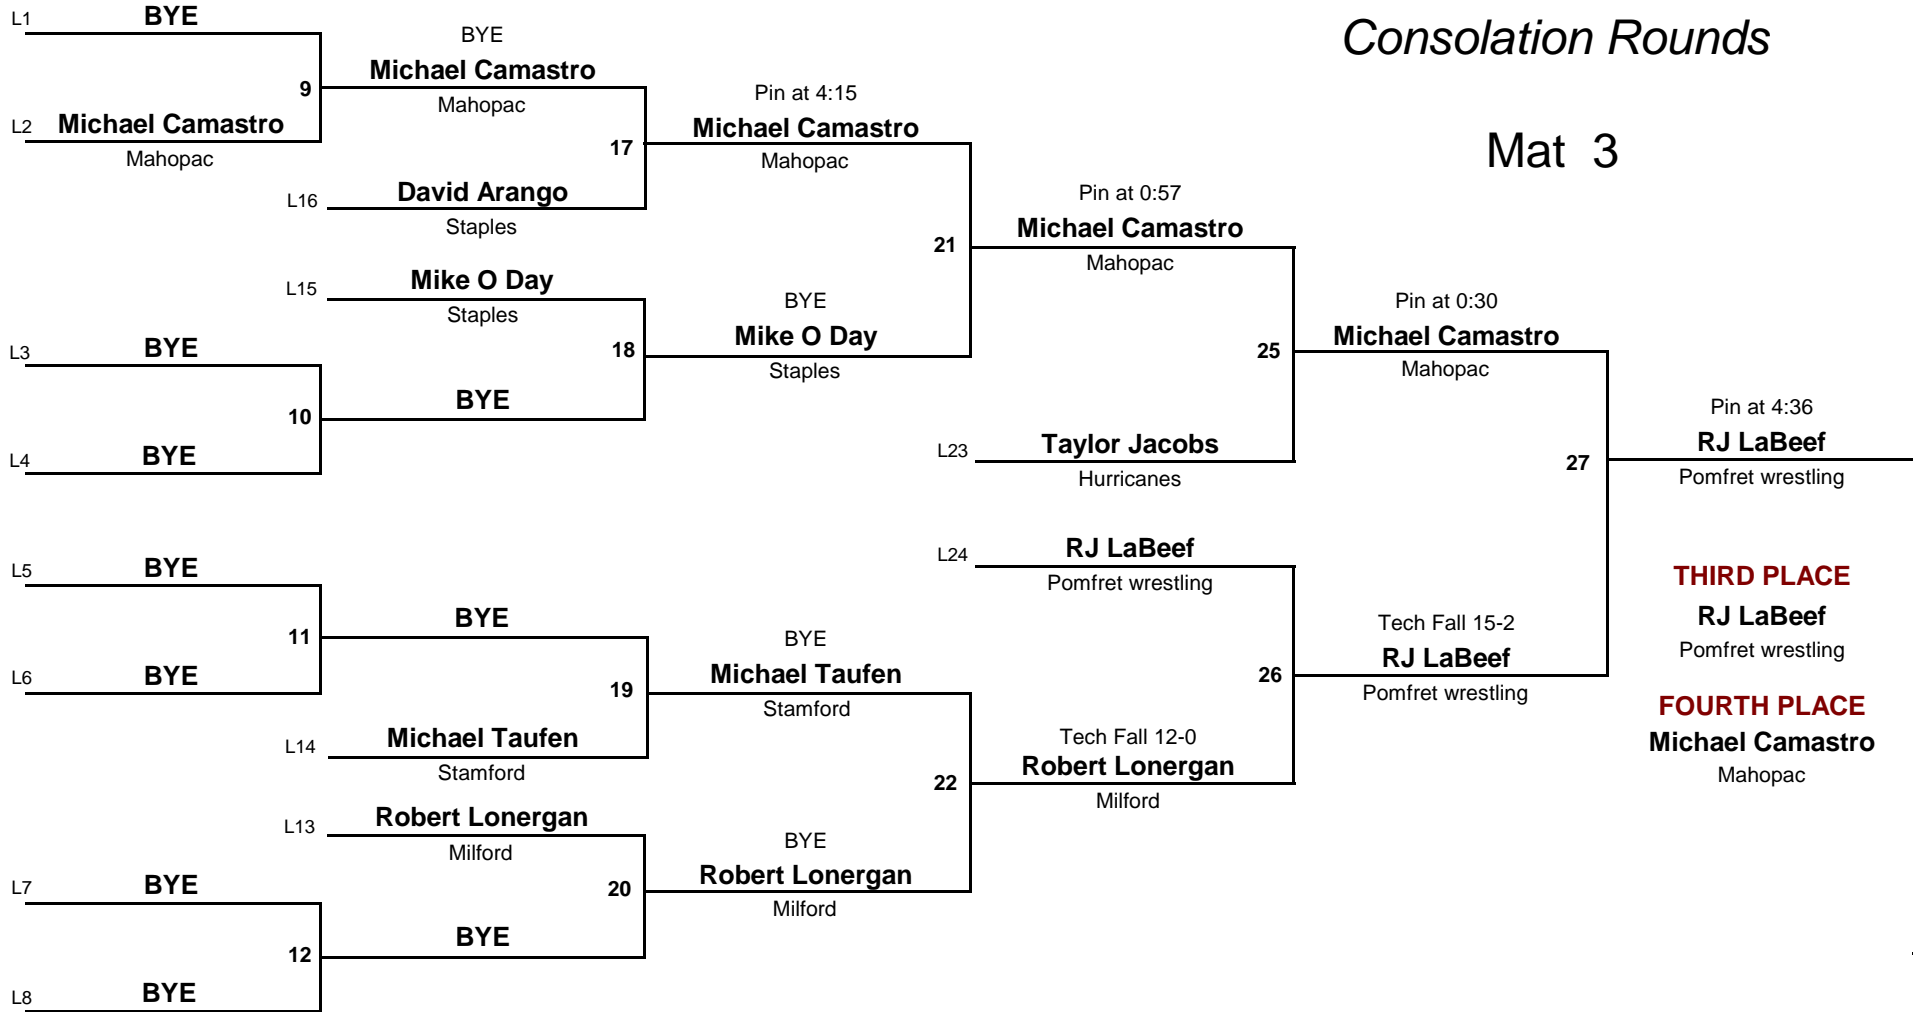 Consolation Rounds
Mat 3
L1
BYE
9
L2
Michael Camastro
Mahopac
BYE
Michael Camastro
Mahopac
17
L16
David Arango
Staples
Pin at 4:15
Michael Camastro
Mahopac
L15
Mike O Day
Staples
18
L3
BYE
10
L4
BYE
BYE
BYE
Mike O Day
Staples
21
Pin at 0:57
Michael Camastro
Mahopac
25
L23
Taylor Jacobs
Hurricanes
Pin at 0:30
Michael Camastro
Mahopac
27
L5
BYE
11
L6
BYE
BYE
19
L14
Michael Taufen
Stamford
BYE
Michael Taufen
Stamford
22
L13
Robert Lonergan
Milford
20
L7
BYE
12
L8
BYE
BYE
BYE
Robert Lonergan
Milford
L24
RJ LaBeef
Pomfret wrestling
26
Tech Fall 12-0
Robert Lonergan
Milford
Tech Fall 15-2
RJ LaBeef
Pomfret wrestling
Pin at 4:36
RJ LaBeef
Pomfret wrestling
THIRD PLACE
RJ LaBeef
Pomfret wrestling
FOURTH PLACE
Michael Camastro
Mahopac